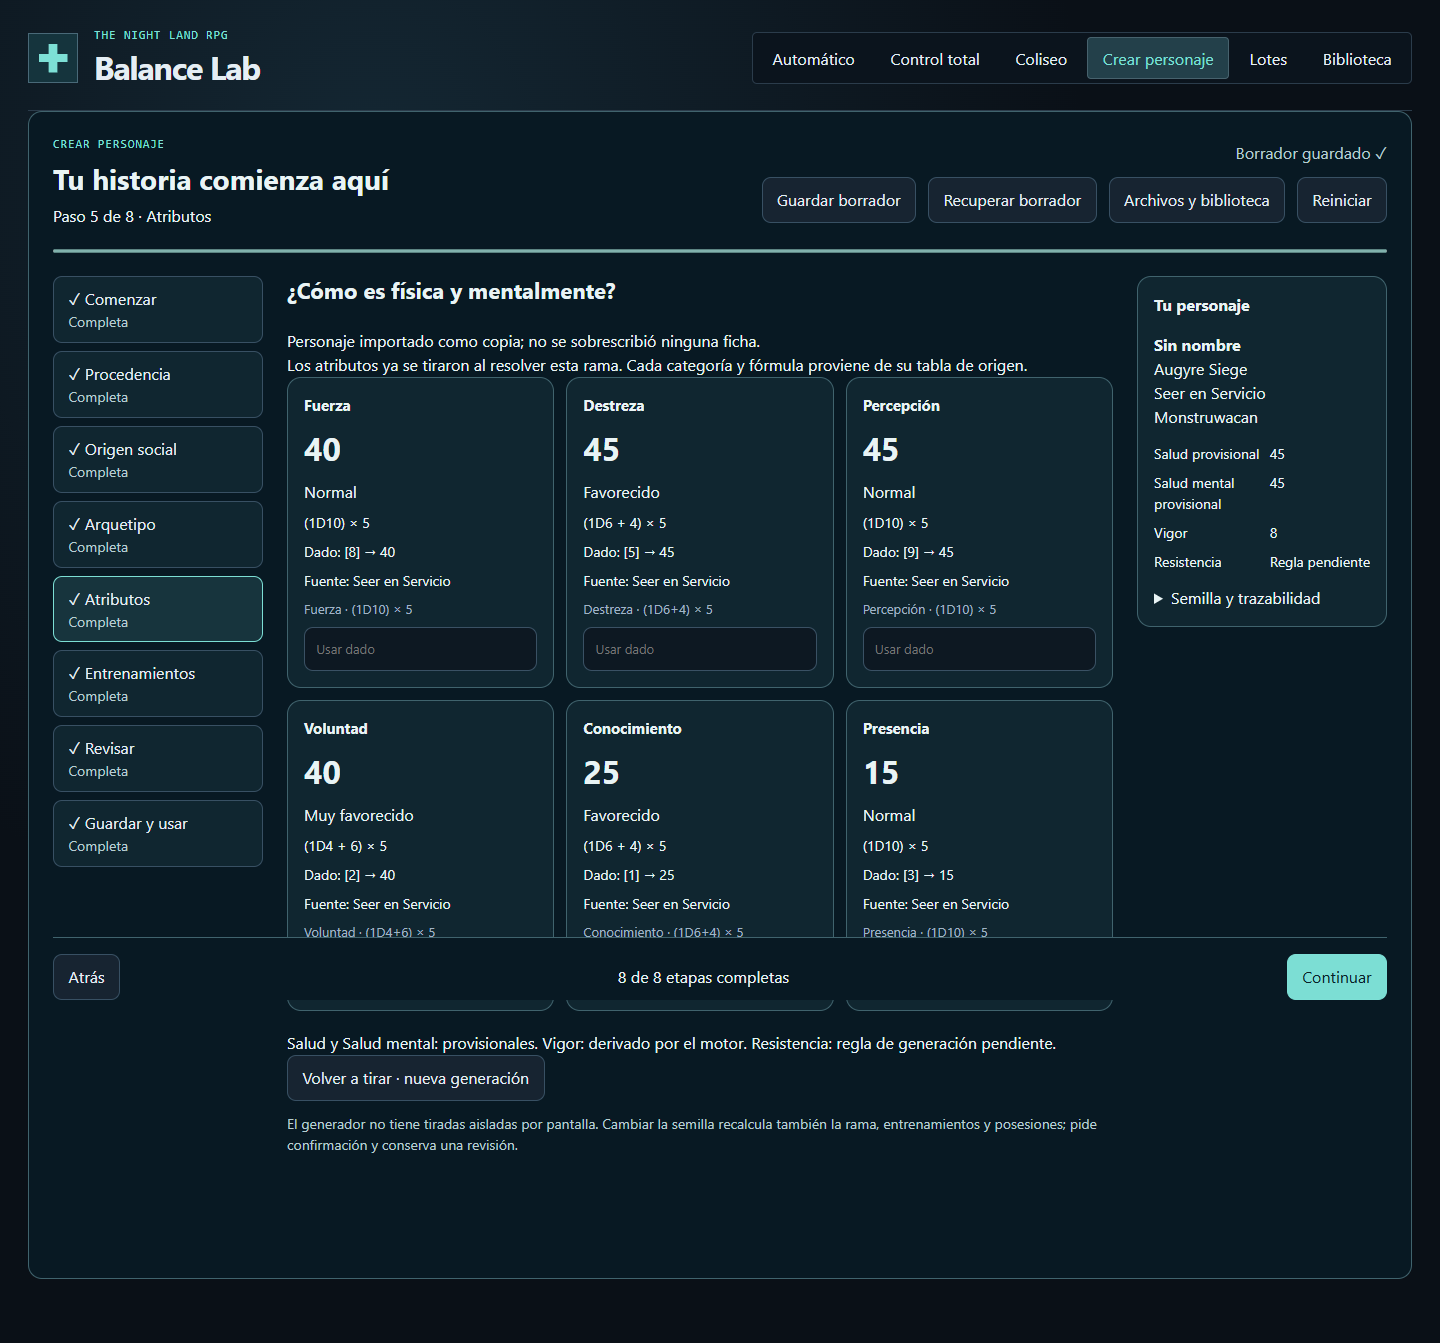 THE NIGHT LAND RPG
Balance Lab
Automático
Control total
Coliseo
Crear personaje
Lotes
Biblioteca
CREAR PERSONAJE
Tu historia comienza aquí
Paso 5 de 8 · Atributos
Borrador guardado ✓
Guardar borrador
Recuperar borrador
Archivos y biblioteca
Reiniciar
✓ Comenzar
Completa
✓ Procedencia
Completa
✓ Origen social
Completa
✓ Arquetipo
Completa
✓ Atributos
Completa
✓ Entrenamientos
Completa
✓ Revisar
Completa
✓ Guardar y usar
Completa
¿Cómo es física y mentalmente?
Personaje importado como copia; no se sobrescribió ninguna ficha.
Los atributos ya se tiraron al resolver esta rama. Cada categoría y fórmula proviene de su tabla de origen.
Fuerza
40
Normal
(1D10) × 5
Dado: [8] → 40
Fuente: Seer en Servicio
Fuerza · (1D10) × 5
Usar dado
Destreza
45
Favorecido
(1D6 + 4) × 5
Dado: [5] → 45
Fuente: Seer en Servicio
Destreza · (1D6+4) × 5
Usar dado
Percepción
45
Normal
(1D10) × 5
Dado: [9] → 45
Fuente: Seer en Servicio
Percepción · (1D10) × 5
Usar dado
Voluntad
40
Muy favorecido
(1D4 + 6) × 5
Dado: [2] → 40
Fuente: Seer en Servicio
Voluntad · (1D4+6) × 5
Conocimiento
25
Favorecido
(1D6 + 4) × 5
Dado: [1] → 25
Fuente: Seer en Servicio
Conocimiento · (1D6+4) × 5
Presencia
15
Normal
(1D10) × 5
Dado: [3] → 15
Fuente: Seer en Servicio
Presencia · (1D10) × 5
Tu personaje
Sin nombre
Augyre Siege
Seer en Servicio
Monstruwacan
Salud provisional 45
Salud mental provisional 45
Vigor 8
Resistencia Regla pendiente
▶ Semilla y trazabilidad
Atrás
8 de 8 etapas completas
Continuar
Salud y Salud mental: provisionales. Vigor: derivado por el motor. Resistencia: regla de generación pendiente.
Volver a tirar · nueva generación
El generador no tiene tiradas aisladas por pantalla. Cambiar la semilla recalcula también la rama, entrenamientos y posesiones; pide
confirmación y conserva una revisión.